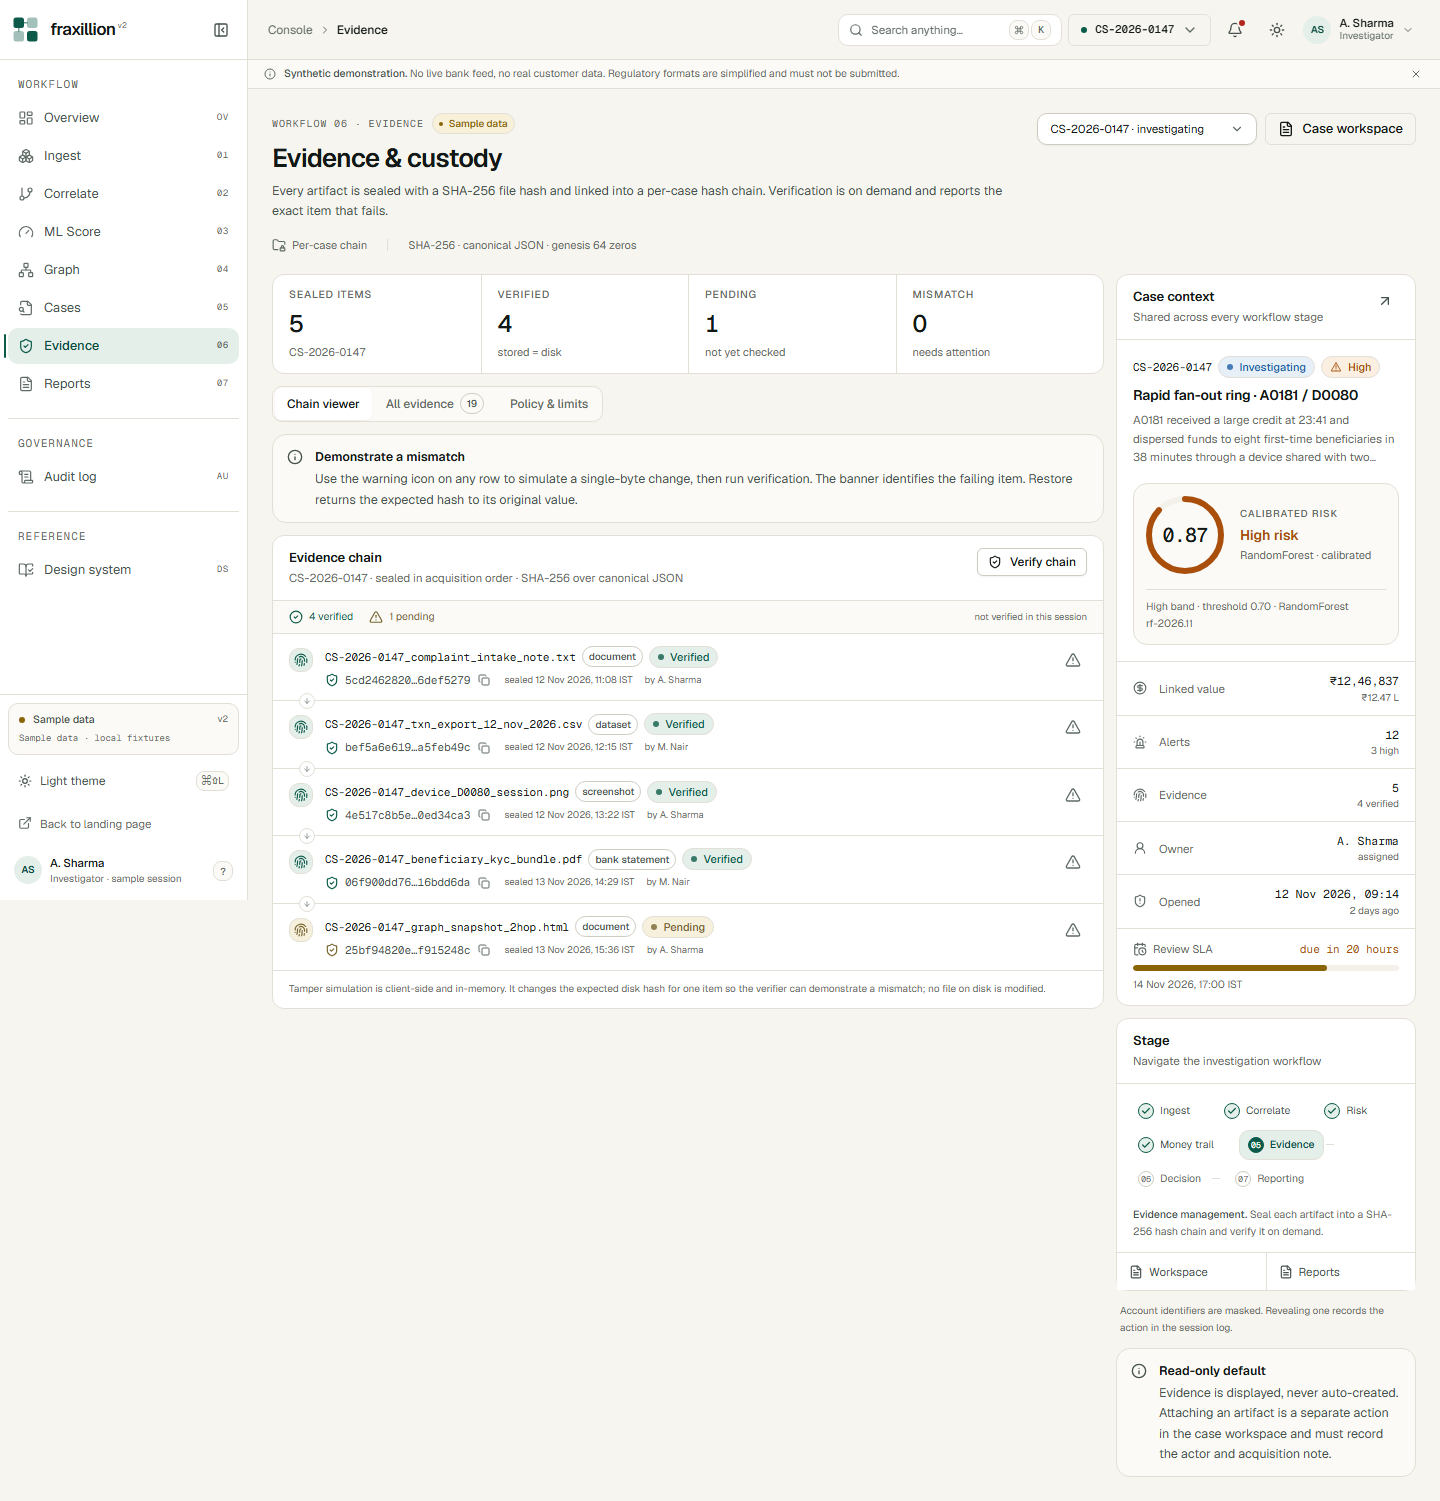 fraxillion v2
WORKFLOW
Overview OV
Ingest 01
Correlate 02
ML Score 03
Graph 04
Cases 05
Evidence 06
Reports 07
GOVERNANCE
Audit log AU
REFERENCE
Design system DS
Sample data v2
Sample data · local fixtures
Light theme ⌘⇧L
Back to landing page
AS A. Sharma
Investigator · sample session ?
Console > Evidence
Search anything... ⌘ K
CS-2026-0147
AS A. Sharma
Investigator
Synthetic demonstration. No live bank feed, no real customer data. Regulatory formats are simplified and must not be submitted.
WORKFLOW 06 · EVIDENCE Sample data
CS-2026-0147 · investigating
Case workspace
Evidence & custody
Every artifact is sealed with a SHA-256 file hash and linked into a per-case hash chain. Verification is on demand and reports the
exact item that fails.
Per-case chain SHA-256 · canonical JSON · genesis 64 zeros
SEALED ITEMS
5
CS-2026-0147
VERIFIED
4
stored = disk
PENDING
1
not yet checked
MISMATCH
0
needs attention
Chain viewer All evidence 19 Policy & limits
Demonstrate a mismatch
Use the warning icon on any row to simulate a single-byte change, then run verification. The banner identifies the failing item. Restore
returns the expected hash to its original value.
Evidence chain
CS-2026-0147 · sealed in acquisition order · SHA-256 over canonical JSON
Verify chain
4 verified 1 pending not verified in this session
CS-2026-0147_complaint_intake_note.txt document Verified
5cd2462820…6def5279 sealed 12 Nov 2026, 11:08 IST by A. Sharma
CS-2026-0147_txn_export_12_nov_2026.csv dataset Verified
bef5a6e619…a5feb49c sealed 12 Nov 2026, 12:15 IST by M. Nair
CS-2026-0147_device_D0080_session.png screenshot Verified
4e517c8b5e…0ed34ca3 sealed 12 Nov 2026, 13:22 IST by A. Sharma
CS-2026-0147_beneficiary_kyc_bundle.pdf bank statement Verified
06f900dd76…16bdd6da sealed 13 Nov 2026, 14:29 IST by M. Nair
CS-2026-0147_graph_snapshot_2hop.html document Pending
25bf94820e…f915248c sealed 13 Nov 2026, 15:36 IST by A. Sharma
Tamper simulation is client-side and in-memory. It changes the expected disk hash for one item so the verifier can demonstrate a mismatch; no file on disk is modified.
Case context
Shared across every workflow stage
CS-2026-0147 Investigating High
Rapid fan-out ring · A0181 / D0080
A0181 received a large credit at 23:41 and
dispersed funds to eight first-time beneficiaries in
38 minutes through a device shared with two…
0.87
CALIBRATED RISK
High risk
RandomForest · calibrated
High band · threshold 0.70 · RandomForest
rf-2026.11
Linked value ₹12,46,837
₹12.47 L
Alerts 12
3 high
Evidence 5
4 verified
Owner A. Sharma
assigned
Opened 12 Nov 2026, 09:14
2 days ago
Review SLA due in 20 hours
14 Nov 2026, 17:00 IST
Stage
Navigate the investigation workflow
Ingest Correlate Risk
Money trail 05 Evidence
06 Decision 07 Reporting
Evidence management. Seal each artifact into a SHA-
256 hash chain and verify it on demand.
Workspace Reports
Account identifiers are masked. Revealing one records the
action in the session log.
Read-only default
Evidence is displayed, never auto-created.
Attaching an artifact is a separate action
in the case workspace and must record
the actor and acquisition note.